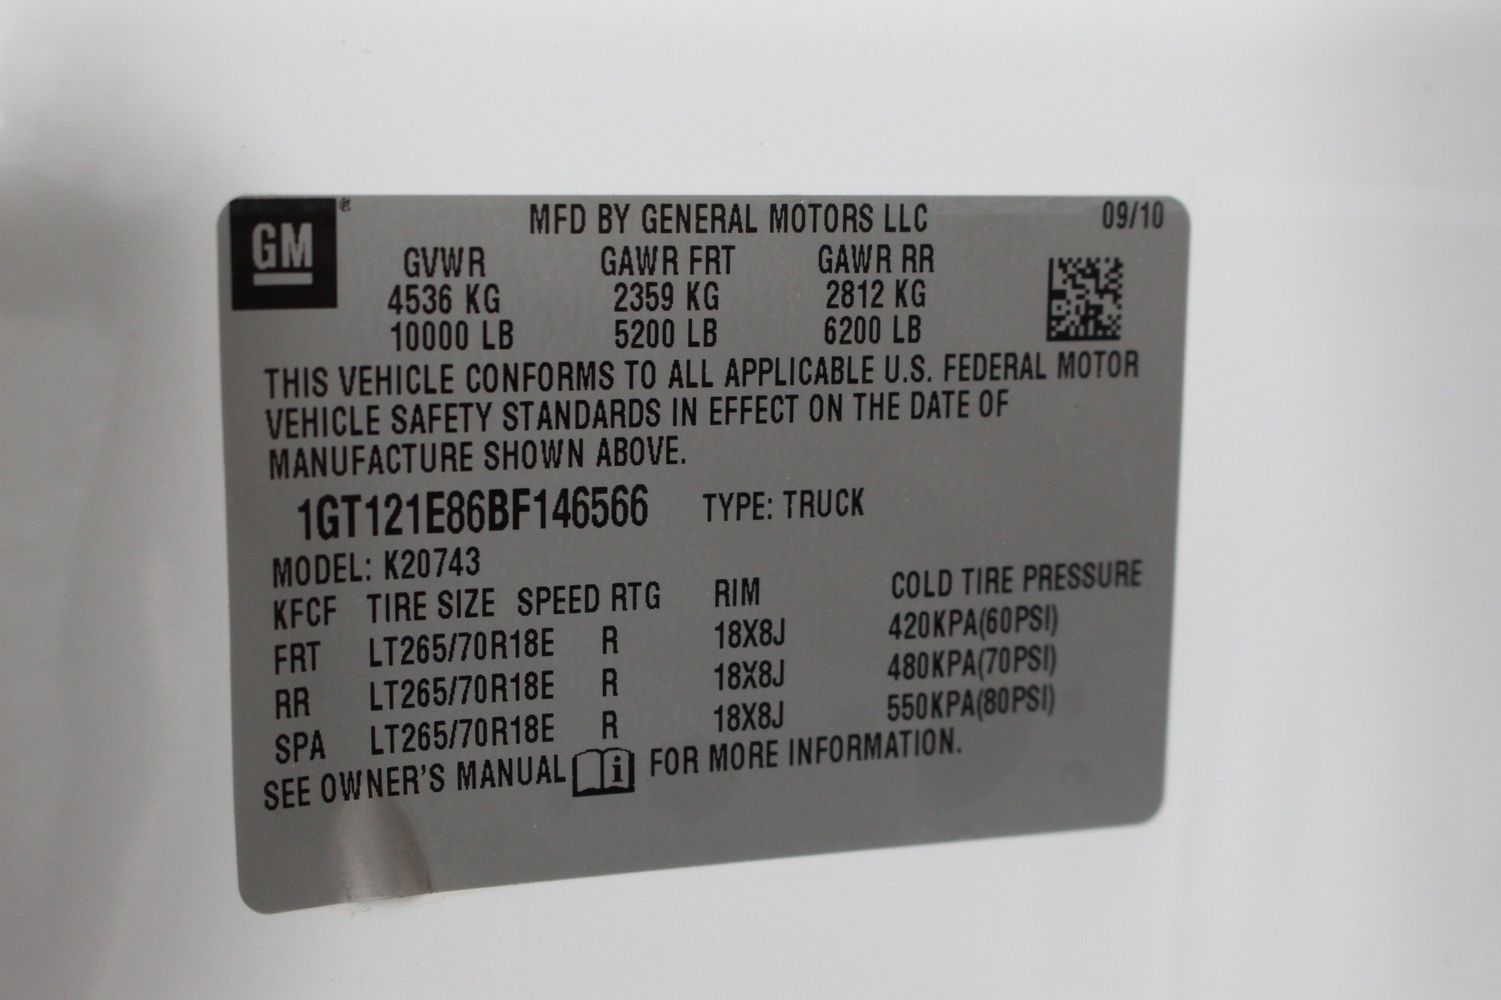 GM ® MFD BY GENERAL MOTORS LLC 09/10
GVWR GAWR FRT GAWR RR
4536 KG 2359 KG 2812 KG
10000 LB 5200 LB 6200 LB
THIS VEHICLE CONFORMS TO ALL APPLICABLE U.S. FEDERAL MOTOR
VEHICLE SAFETY STANDARDS IN EFFECT ON THE DATE OF
MANUFACTURE SHOWN ABOVE.
1GT121E86BF146566 TYPE: TRUCK
MODEL: K20743
KFCF TIRE SIZE SPEED RTG RIM COLD TIRE PRESSURE
FRT LT265/70R18E R 18X8J 420KPA(60PSI)
RR LT265/70R18E R 18X8J 480KPA(70PSI)
SPA LT265/70R18E R 18X8J 550KPA(80PSI)
SEE OWNER'S MANUAL i FOR MORE INFORMATION.